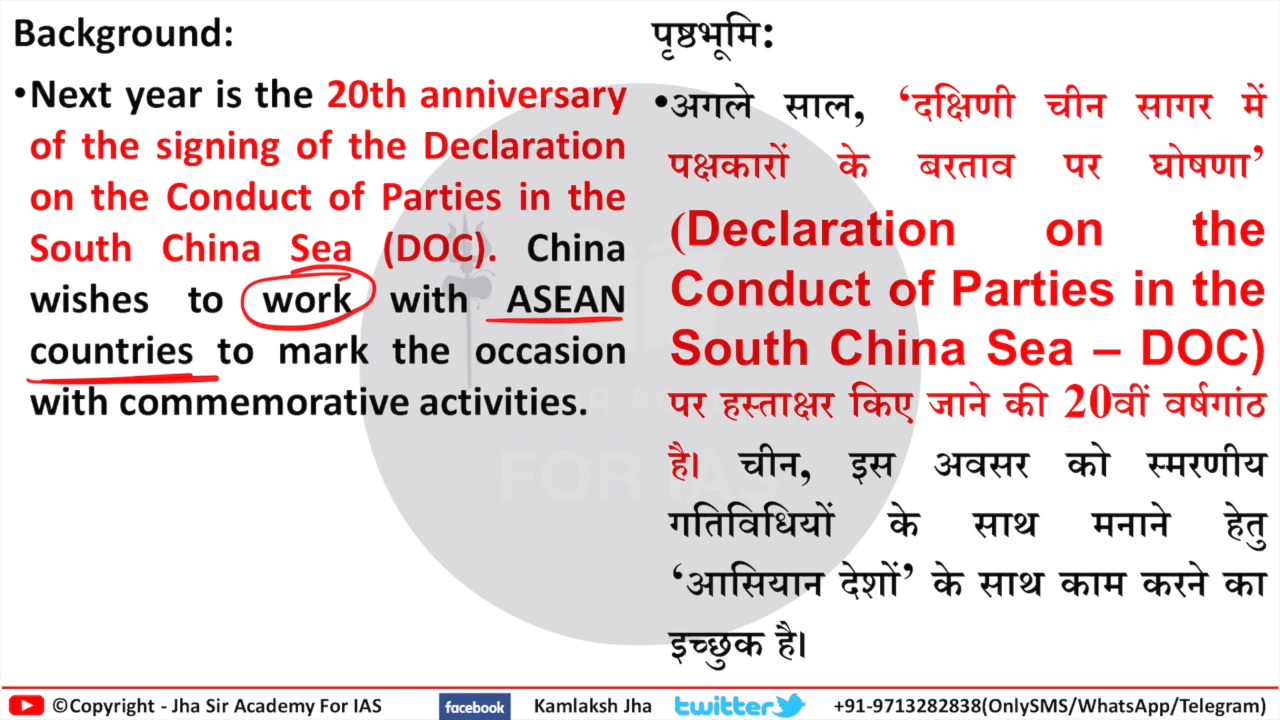 Background:
•Next year is the 20th anniversary
of the signing of the Declaration
on the Conduct of Parties in the
South China Sea (DOC). China
wishes to work with ASEAN
countries to mark the occasion
with commemorative activities.
पृष्ठभूमि:
•अगले साल, ‘दक्षिणी चीन सागर में
पक्षकारों के बरताव पर घोषणा’
(Declaration on the
Conduct of Parties in the
South China Sea – DOC)
पर हस्ताक्षर किए जाने की 20वीं वर्षगांठ
है। चीन, इस अवसर को स्मरणीय
गतिविधियों के साथ मनाने हेतु
‘आसियान देशों’ के साथ काम करने का
इच्छुक है।
FOR IAS
©Copyright - Jha Sir Academy For IAS facebook Kamlaksh Jha twitter +91-9713282838(OnlySMS/WhatsApp/Telegram)